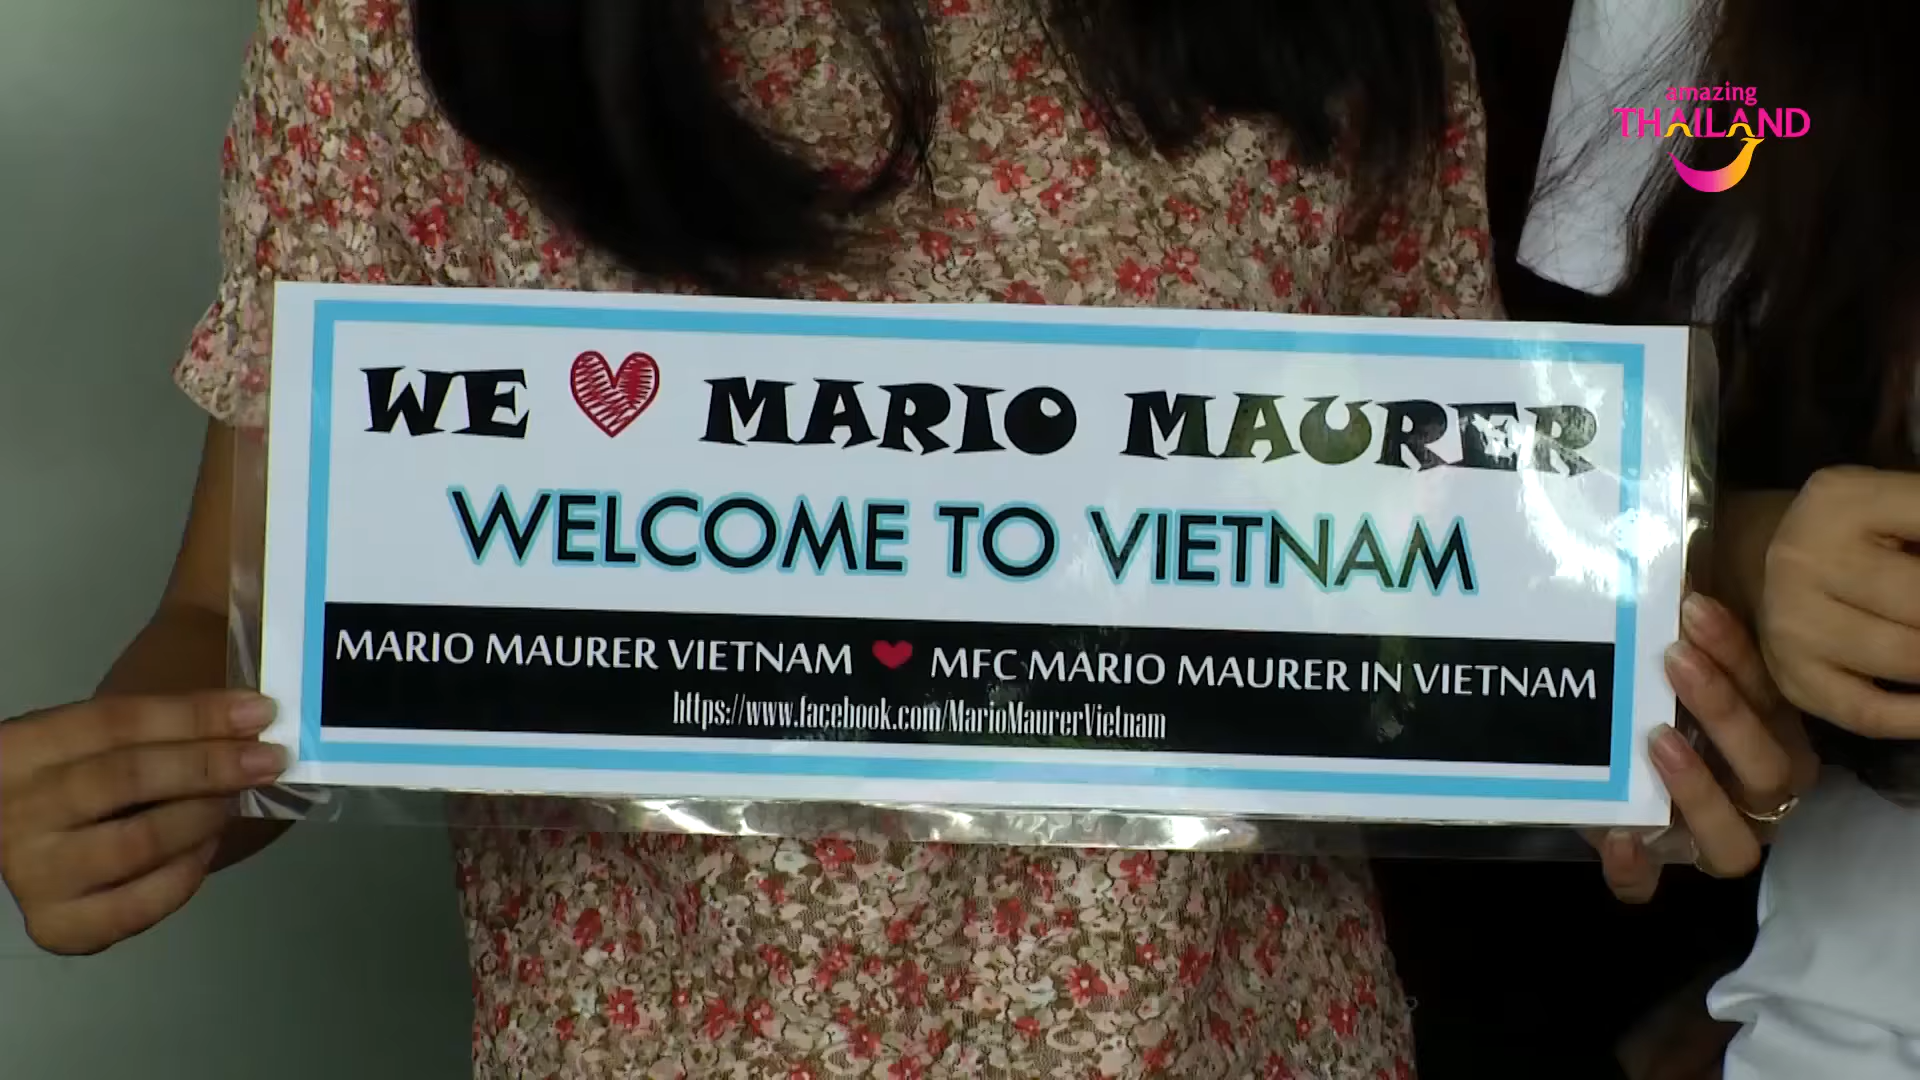 amazing
THAILAND
WE MARIO MAURER
WELCOME TO VIETNAM
MARIO MAURER VIETNAM MFC MARIO MAURER IN VIETNAM
https://www.facebook.com/MarioMaurerVietnam